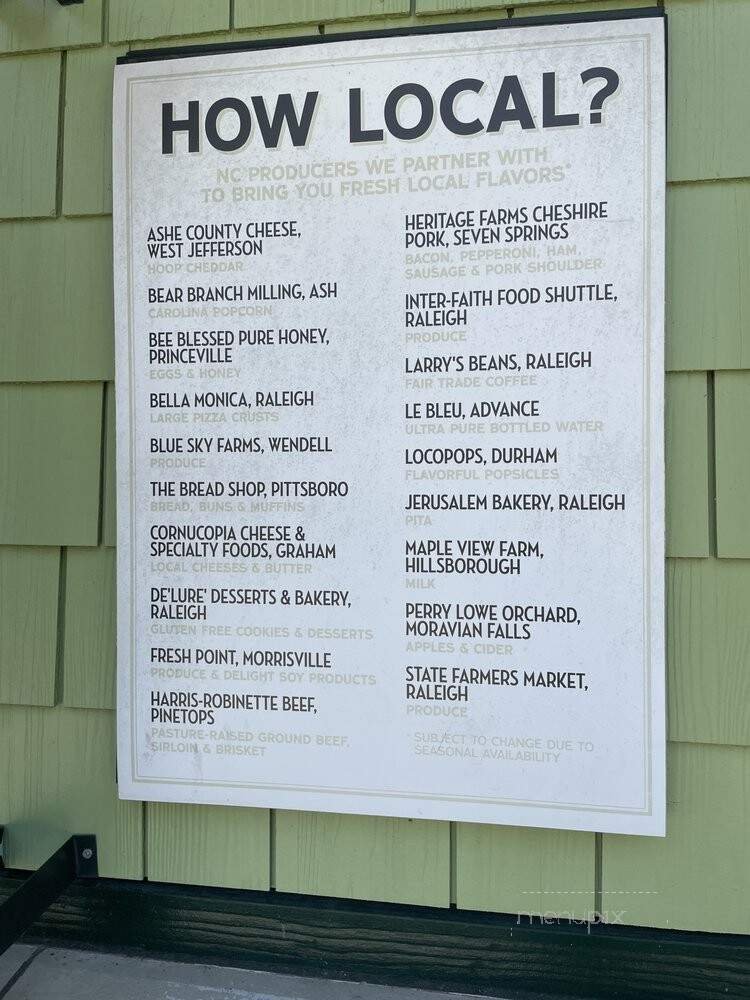 HOW LOCAL?
NC PRODUCERS WE PARTNER WITH
TO BRING YOU FRESH LOCAL FLAVORS*
ASHE COUNTY CHEESE,
WEST JEFFERSON
HOOP CHEDDAR
BEAR BRANCH MILLING, ASH
CAROLINA POPCORN
BEE BLESSED PURE HONEY,
PRINCEVILLE
EGGS & HONEY
BELLA MONICA, RALEIGH
LARGE PIZZA CRUSTS
BLUE SKY FARMS, WENDELL
PRODUCE
THE BREAD SHOP, PITTSBORO
BREAD, BUNS & MUFFINS
CORNUCOPIA CHEESE &
SPECIALTY FOODS, GRAHAM
LOCAL CHEESES & BUTTER
DE'LURE' DESSERTS & BAKERY,
RALEIGH
GLUTEN FREE COOKIES & DESSERTS
FRESH POINT, MORRISVILLE
PRODUCE & DELIGHT SOY PRODUCTS
HARRIS-ROBINETTE BEEF,
PINETOPS
PASTURE-RAISED GROUND BEEF,
SIRLOIN & BRISKET
HERITAGE FARMS CHESHIRE
PORK, SEVEN SPRINGS
BACON, PEPPERONI, HAM,
SAUSAGE & PORK SHOULDER
INTER-FAITH FOOD SHUTTLE,
RALEIGH
PRODUCE
LARRY'S BEANS, RALEIGH
FAIR TRADE COFFEE
LE BLEU, ADVANCE
ULTRA PURE BOTTLED WATER
LOCOPOPS, DURHAM
FLAVORFUL POPSICLES
JERUSALEM BAKERY, RALEIGH
PITA
MAPLE VIEW FARM,
HILLSBOROUGH
MILK
PERRY LOWE ORCHARD,
MORAVIAN FALLS
APPLES & CIDER
STATE FARMERS MARKET,
RALEIGH
PRODUCE
* SUBJECT TO CHANGE DUE TO
SEASONAL AVAILABILITY
menupix